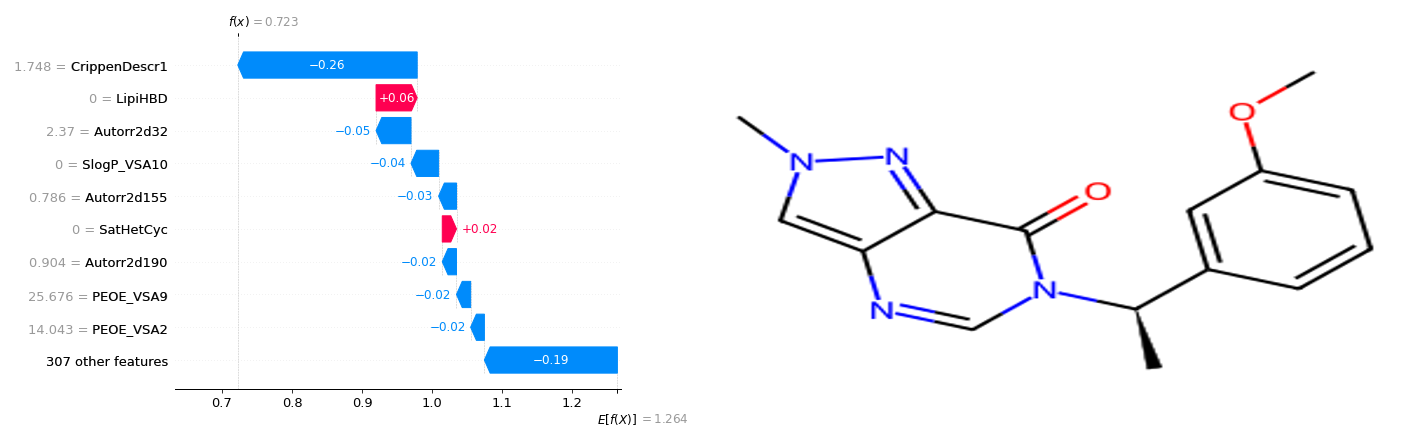 f(x) = 0.723
1.748 = CrippenDescr1
−0.26
0 = LipiHBD
+0.06
2.37 = Autorr2d32
−0.05
0 = SlogP_VSA10
−0.04
0.786 = Autorr2d155
−0.03
0 = SatHetCyc
+0.02
0.904 = Autorr2d190
−0.02
25.676 = PEOE_VSA9
−0.02
14.043 = PEOE_VSA2
−0.02
307 other features
−0.19
0.7 0.8 0.9 1.0 1.1 1.2
E[f(X)] = 1.264
O
N N
O
N
N